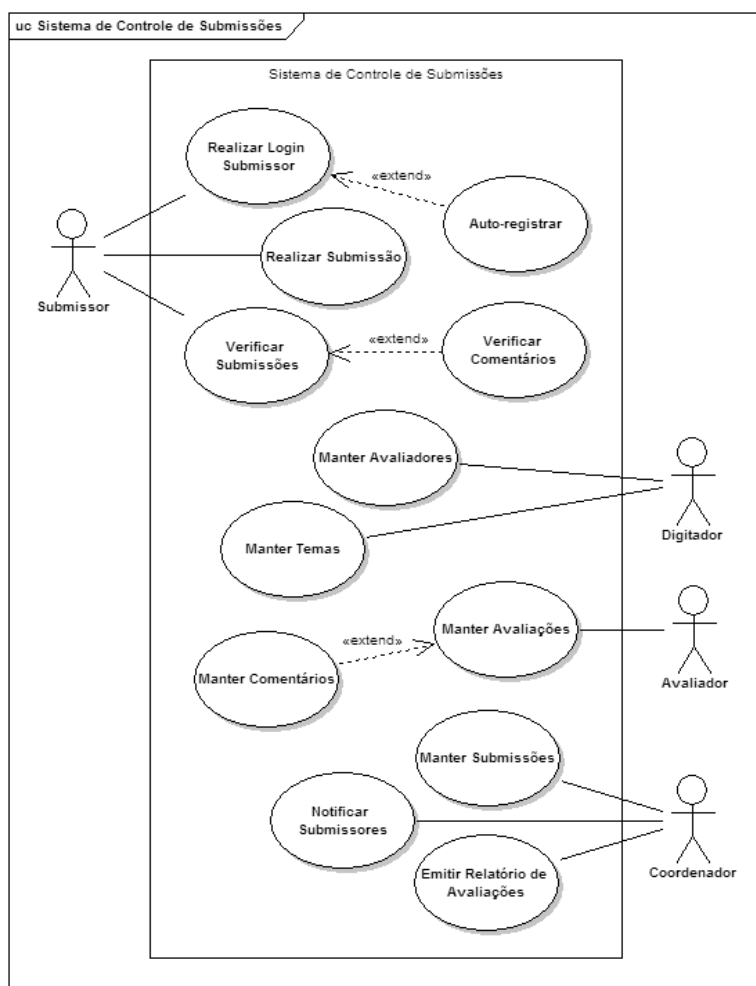 uc Sistema de Controle de Submissões
Sistema de Controle de Submissões
Realizar Login
Submissor
«extend»
Auto-registrar
Realizar Submissão
Submissor
Verificar
Submissões
«extend»
Verificar
Comentários
Manter Avaliadores
Digitador
Manter Temas
Manter Avaliações
«extend»
Manter Comentários
Avaliador
Manter Submissões
Notificar
Submissores
Coordenador
Emitir Relatório de
Avaliações